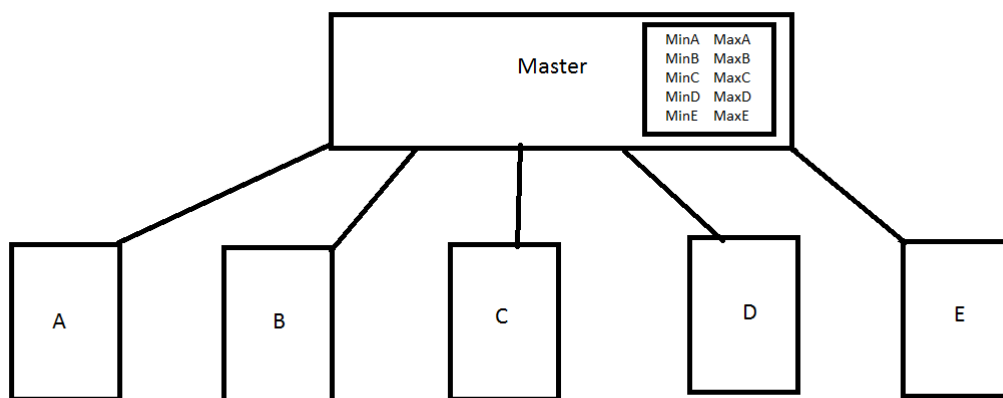 Master
MinA MaxA
MinB MaxB
MinC MaxC
MinD MaxD
MinE MaxE
A
B
C
D
E